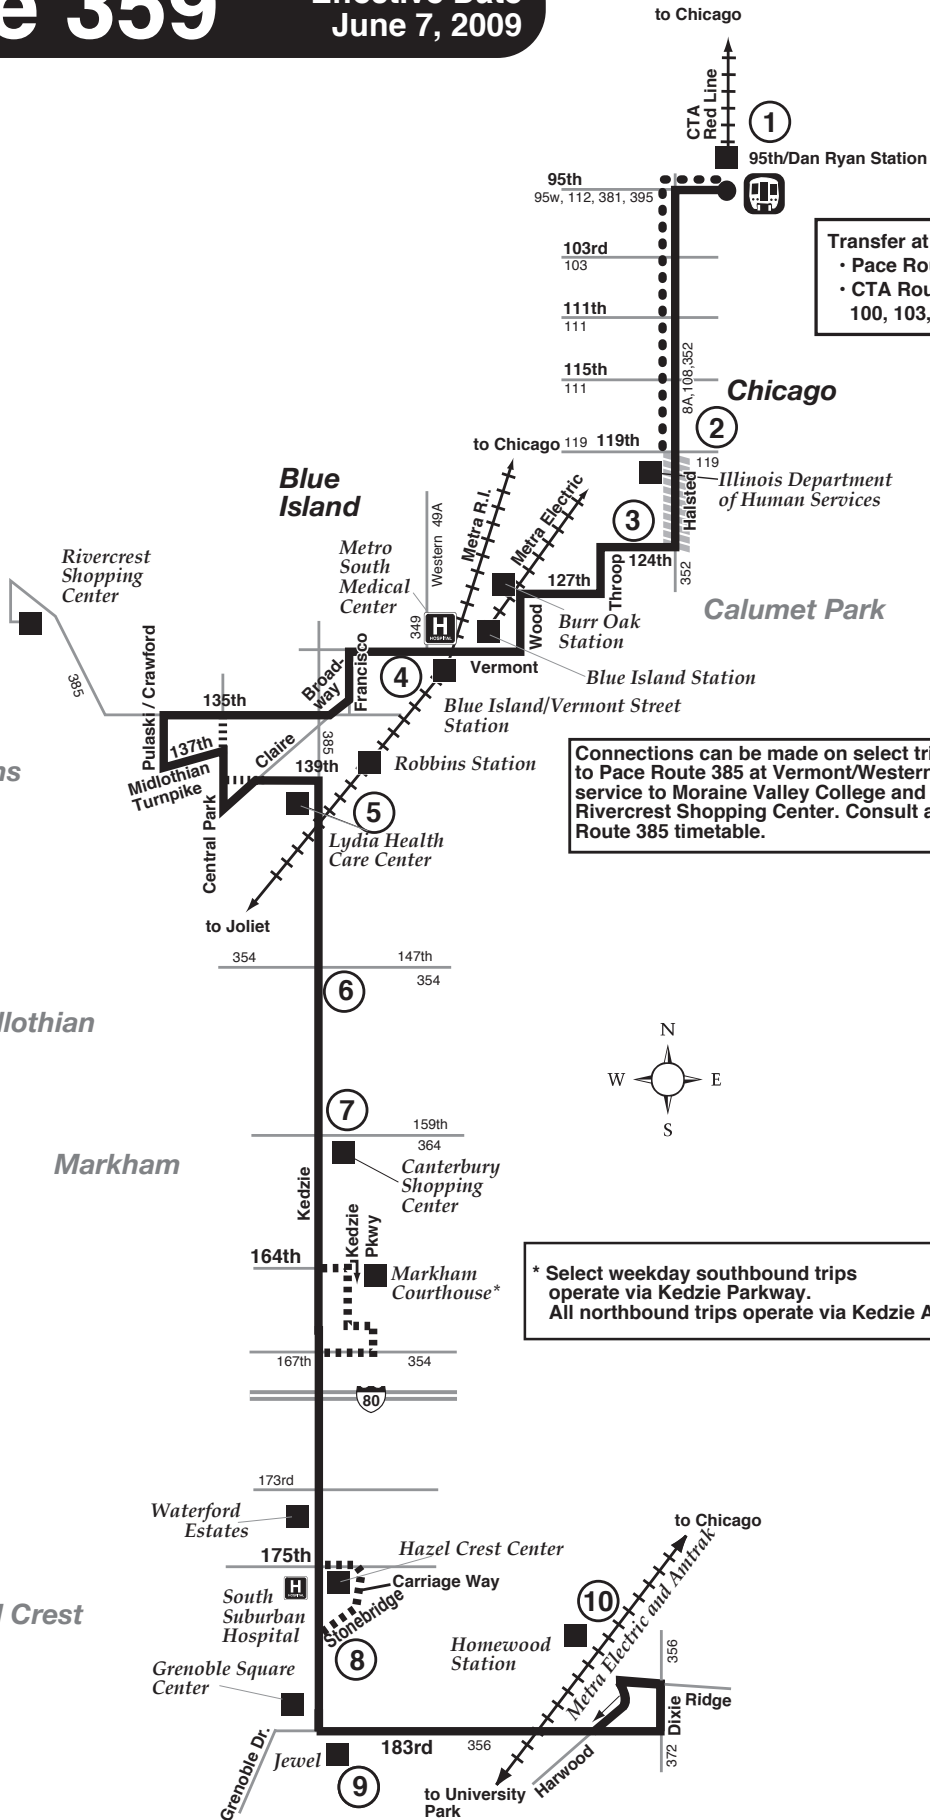 359
June 7, 2009
to Chicago
CTA
Red Line
1
95th/Dan Ryan Station
95th
95w, 112, 381, 395
Transfer at
• Pace
• CTA
100, 103,
103rd
103
111th
111
115th
111
8A,108,352
Chicago
2
to Chicago
119
119th
119
Illinois Department
of Human Services
Halsted
Blue
Island
Metra R.I.
Metra Electric
3
124th
352
Western 49A
Metro
South
Medical
Center
349
H
HOSPITAL
127th
Throop
Wood
Calumet Park
Burr Oak
Station
Rivercrest
Shopping
Center
385
Vermont
Blue Island Station
4
Francisco
Broad-
way
Blue Island/Vermont Street
Station
Pulaski / Crawford
135th
385
137th
Claire
139th
Robbins Station
Midlothian
Turnpike
Connections can be made on select
to Pace Route 385 at Vermont/Western
service to Moraine Valley College and
Rivercrest Shopping Center. Consult
Route 385 timetable.
Central Park
5
Lydia Health
Care Center
to Joliet
354
147th
354
6
N
W
E
S
7
159th
364
Markham
Canterbury
Shopping
Center
Kedzie
Kedzie
Pkwy
164th
Markham
Courthouse*
* Select weekday southbound trips
operate via Kedzie Parkway.
All northbound trips operate via Kedzie
167th
354
80
173rd
Waterford
Estates
to Chicago
175th
Hazel Crest Center
Carriage Way
H
HOSPITAL
South
Suburban
Hospital
Stonebridge
Crest
8
10
Homewood
Station
Metra Electric and Amtrak
356
Grenoble Square
Center
Ridge
Dixie
183rd
356
372
Grenoble Dr.
Jewel
9
Harwood
to University
Park